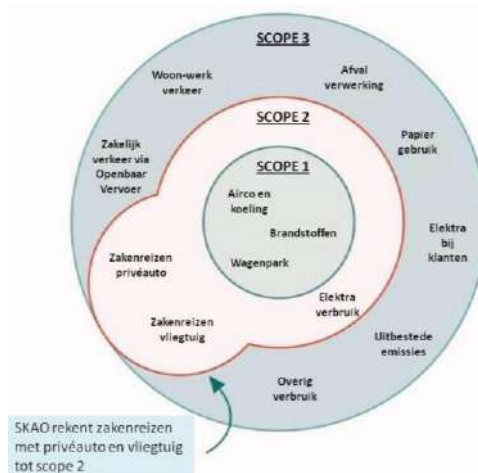 SCOPE 3
Woon-werk
verkeer
Afval
verwerking
SCOPE 2
Zakelijk
verkeer via
Openbaar
Vervoer
Papier
gebruik
SCOPE 1
Airco en
koeling
Brandstoffen
Wagenpark
Elektra
bij
klanten
Zakenreizen
privéauto
Zakenreizen
vliegtuig
Elektra
verbruik
Uitbestede
emissies
Overig
verbruik
SKAO rekent zakenreizen
met privéauto en vliegtuig
tot scope 2